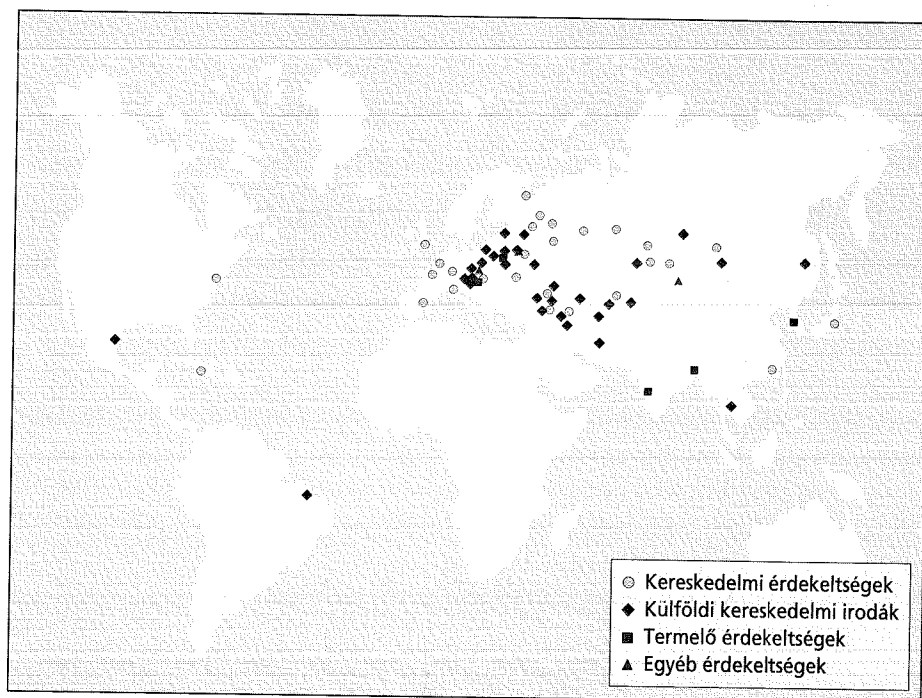 Kereskedelmi érdekeltségek
Külföldi kereskedelmi irodák
Termelő érdekeltségek
Egyéb érdekeltségek